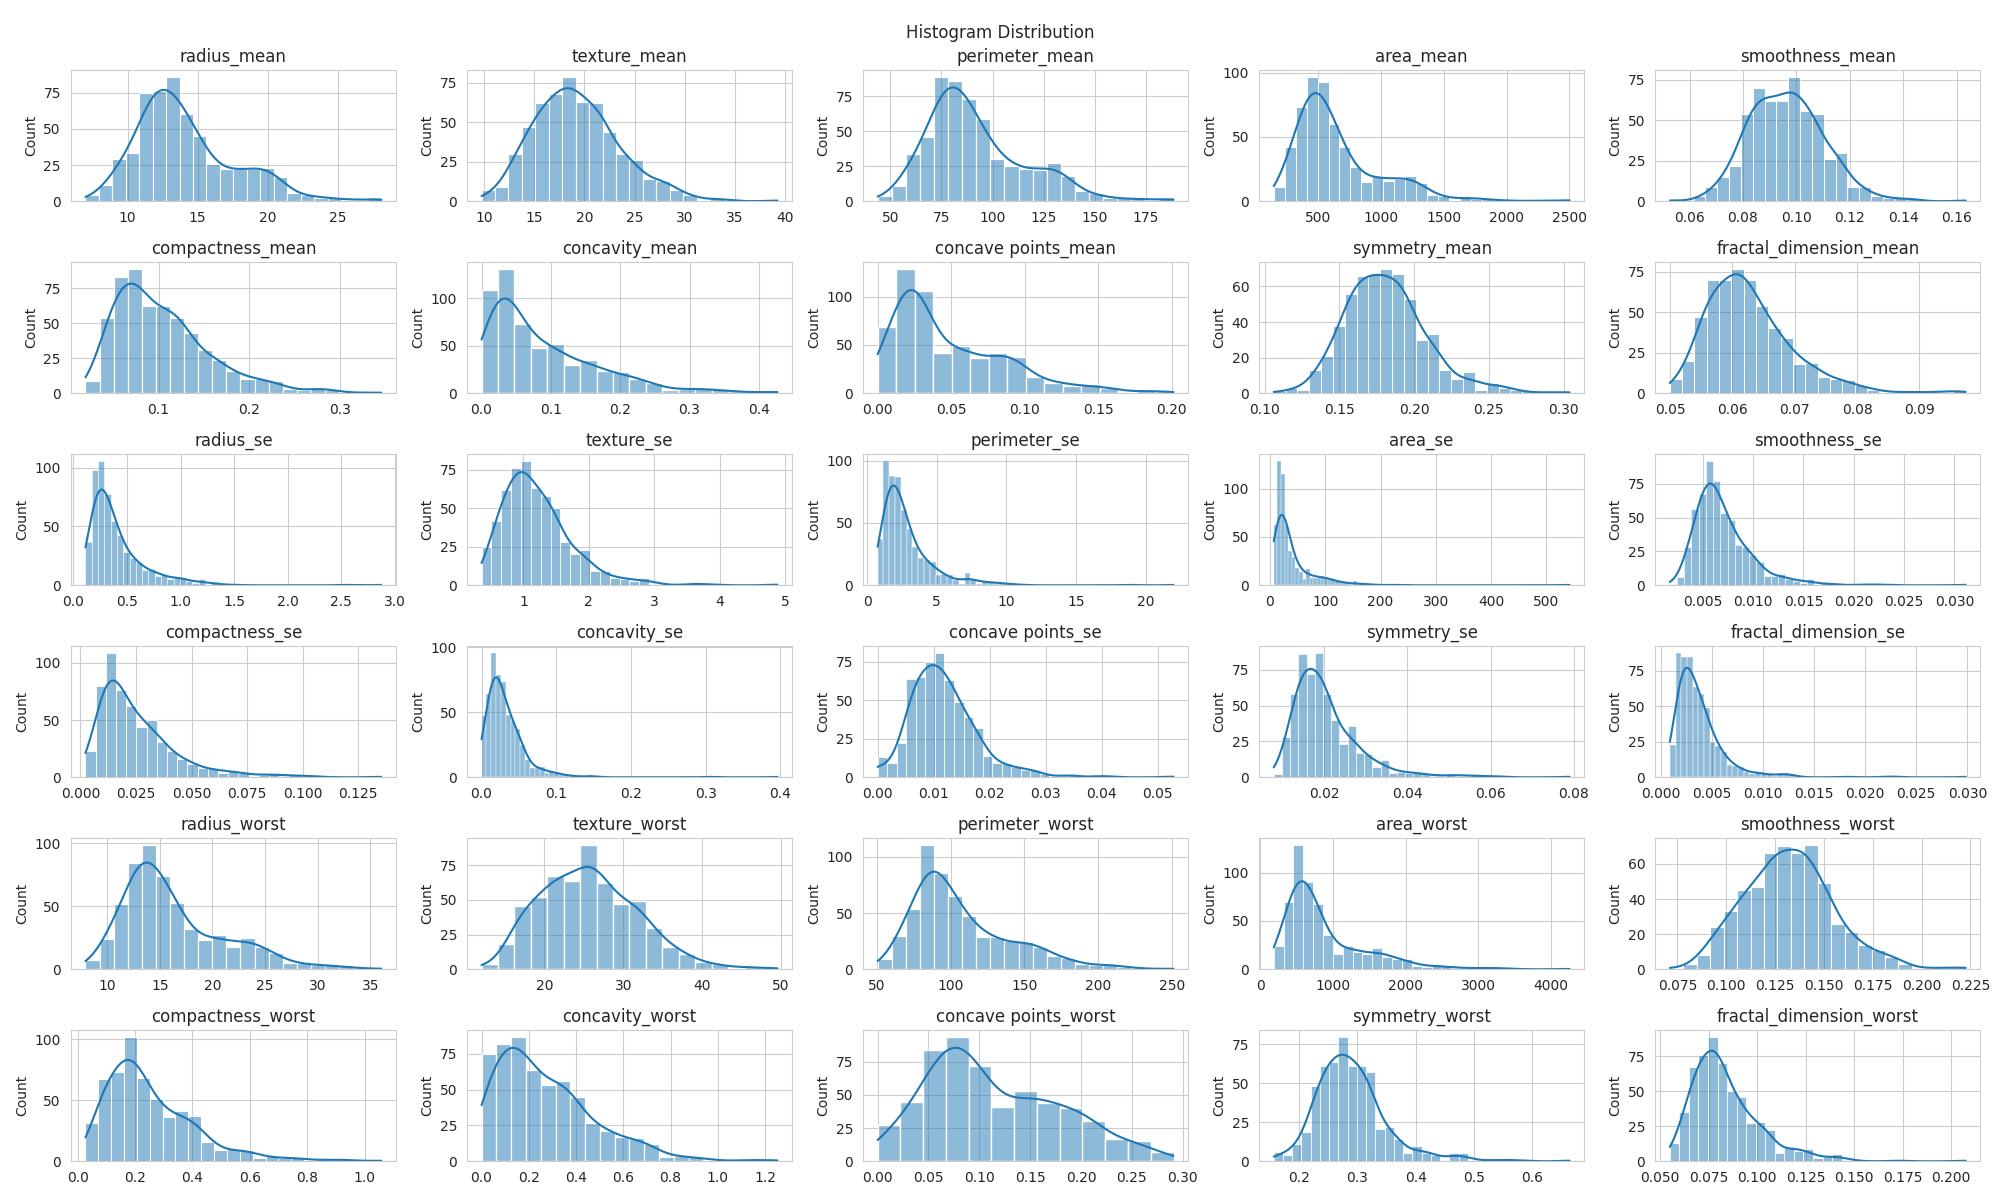 Histogram Distribution
radius_mean texture_mean perimeter_mean area_mean smoothness_mean
Count Count Count Count Count
75 75 75 100 75
50 50 50 50 50
25 25 25 25
0 0 0 0 0
10 15 20 25 10 15 20 25 30 35 40 50 75 100 125 150 175 500 1000 1500 2000 2500 0.06 0.08 0.10 0.12 0.14 0.16
compactness_mean concavity_mean concave points_mean symmetry_mean fractal_dimension_mean
Count Count Count Count Count
75 100 100 60 75
50 50 50 40 50
25 20 25
0 0 0 0 0
0.1 0.2 0.3 0.0 0.1 0.2 0.3 0.4 0.00 0.05 0.10 0.15 0.20 0.10 0.15 0.20 0.25 0.30 0.05 0.06 0.07 0.08 0.09
radius_se texture_se perimeter_se area_se smoothness_se
Count Count Count Count Count
100 75 100 100 75
50 50 50 50 50
25 25
0 0 0 0 0
0.0 0.5 1.0 1.5 2.0 2.5 3.0 1 2 3 4 5 0 5 10 15 20 0 100 200 300 400 500 0.005 0.010 0.015 0.020 0.025 0.030
compactness_se concavity_se concave points_se symmetry_se fractal_dimension_se
Count Count Count Count Count
100 100 75 75 75
50 50 50 50 50
25 25 25
0 0 0 0 0
0.000 0.025 0.050 0.075 0.100 0.125 0.0 0.1 0.2 0.3 0.4 0.00 0.01 0.02 0.03 0.04 0.05 0.02 0.04 0.06 0.08 0.000 0.005 0.010 0.015 0.020 0.025 0.030
radius_worst texture_worst perimeter_worst area_worst smoothness_worst
Count Count Count Count Count
100 75 100 100 60
50 50 50 50 40
25 20
0 0 0 0 0
10 15 20 25 30 35 20 30 40 50 50 100 150 200 250 0 1000 2000 3000 4000 0.075 0.100 0.125 0.150 0.175 0.200 0.225
compactness_worst concavity_worst concave points_worst symmetry_worst fractal_dimension_worst
Count Count Count Count Count
100 75 75 75 75
50 50 50 50 50
25 25 25 25
0 0 0 0 0
0.0 0.2 0.4 0.6 0.8 1.0 0.0 0.2 0.4 0.6 0.8 1.0 1.2 0.00 0.05 0.10 0.15 0.20 0.25 0.30 0.2 0.3 0.4 0.5 0.6 0.050 0.075 0.100 0.125 0.150 0.175 0.200